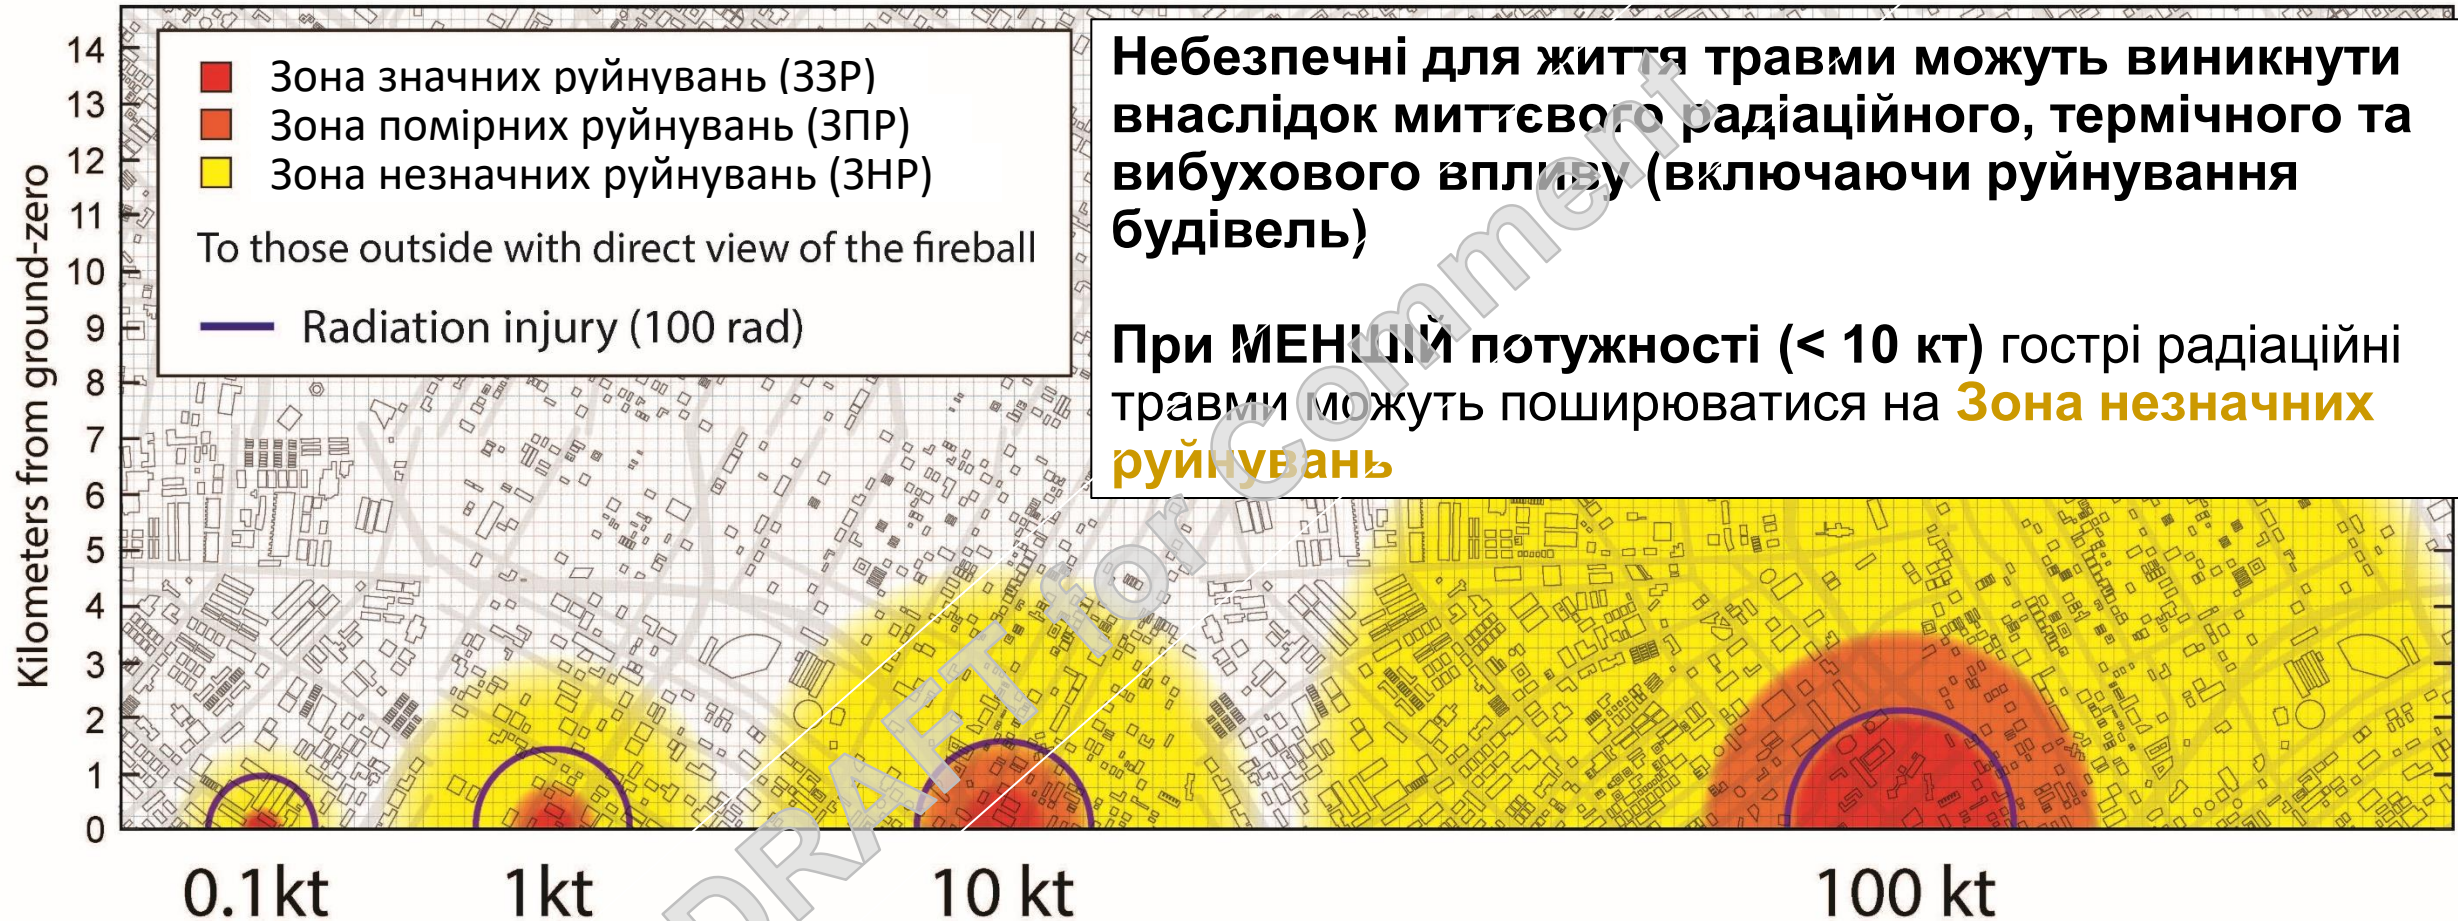 14
13
12
11
10
9
8
7
6
5
4
3
2
1
0
Kilometers from ground-zero
Зона значних руйнувань (ЗЗР)
Зона помірних руйнувань (ЗПР)
Зона незначних руйнувань (ЗНР)
To those outside with direct view of the fireball
Radiation injury (100 rad)
Небезпечні для життя травми можуть виникнути
внаслідок миттєвого радіаційного, термічного та
вибухового впливу (включаючи руйнування
будівель)
При МЕНШІЙ потужності (< 10 кт) гострі радіаційні
травми можуть поширюватися на Зона незначних
руйнувань
DRAFT for Comment
0.1kt
1kt
10 kt
100 kt